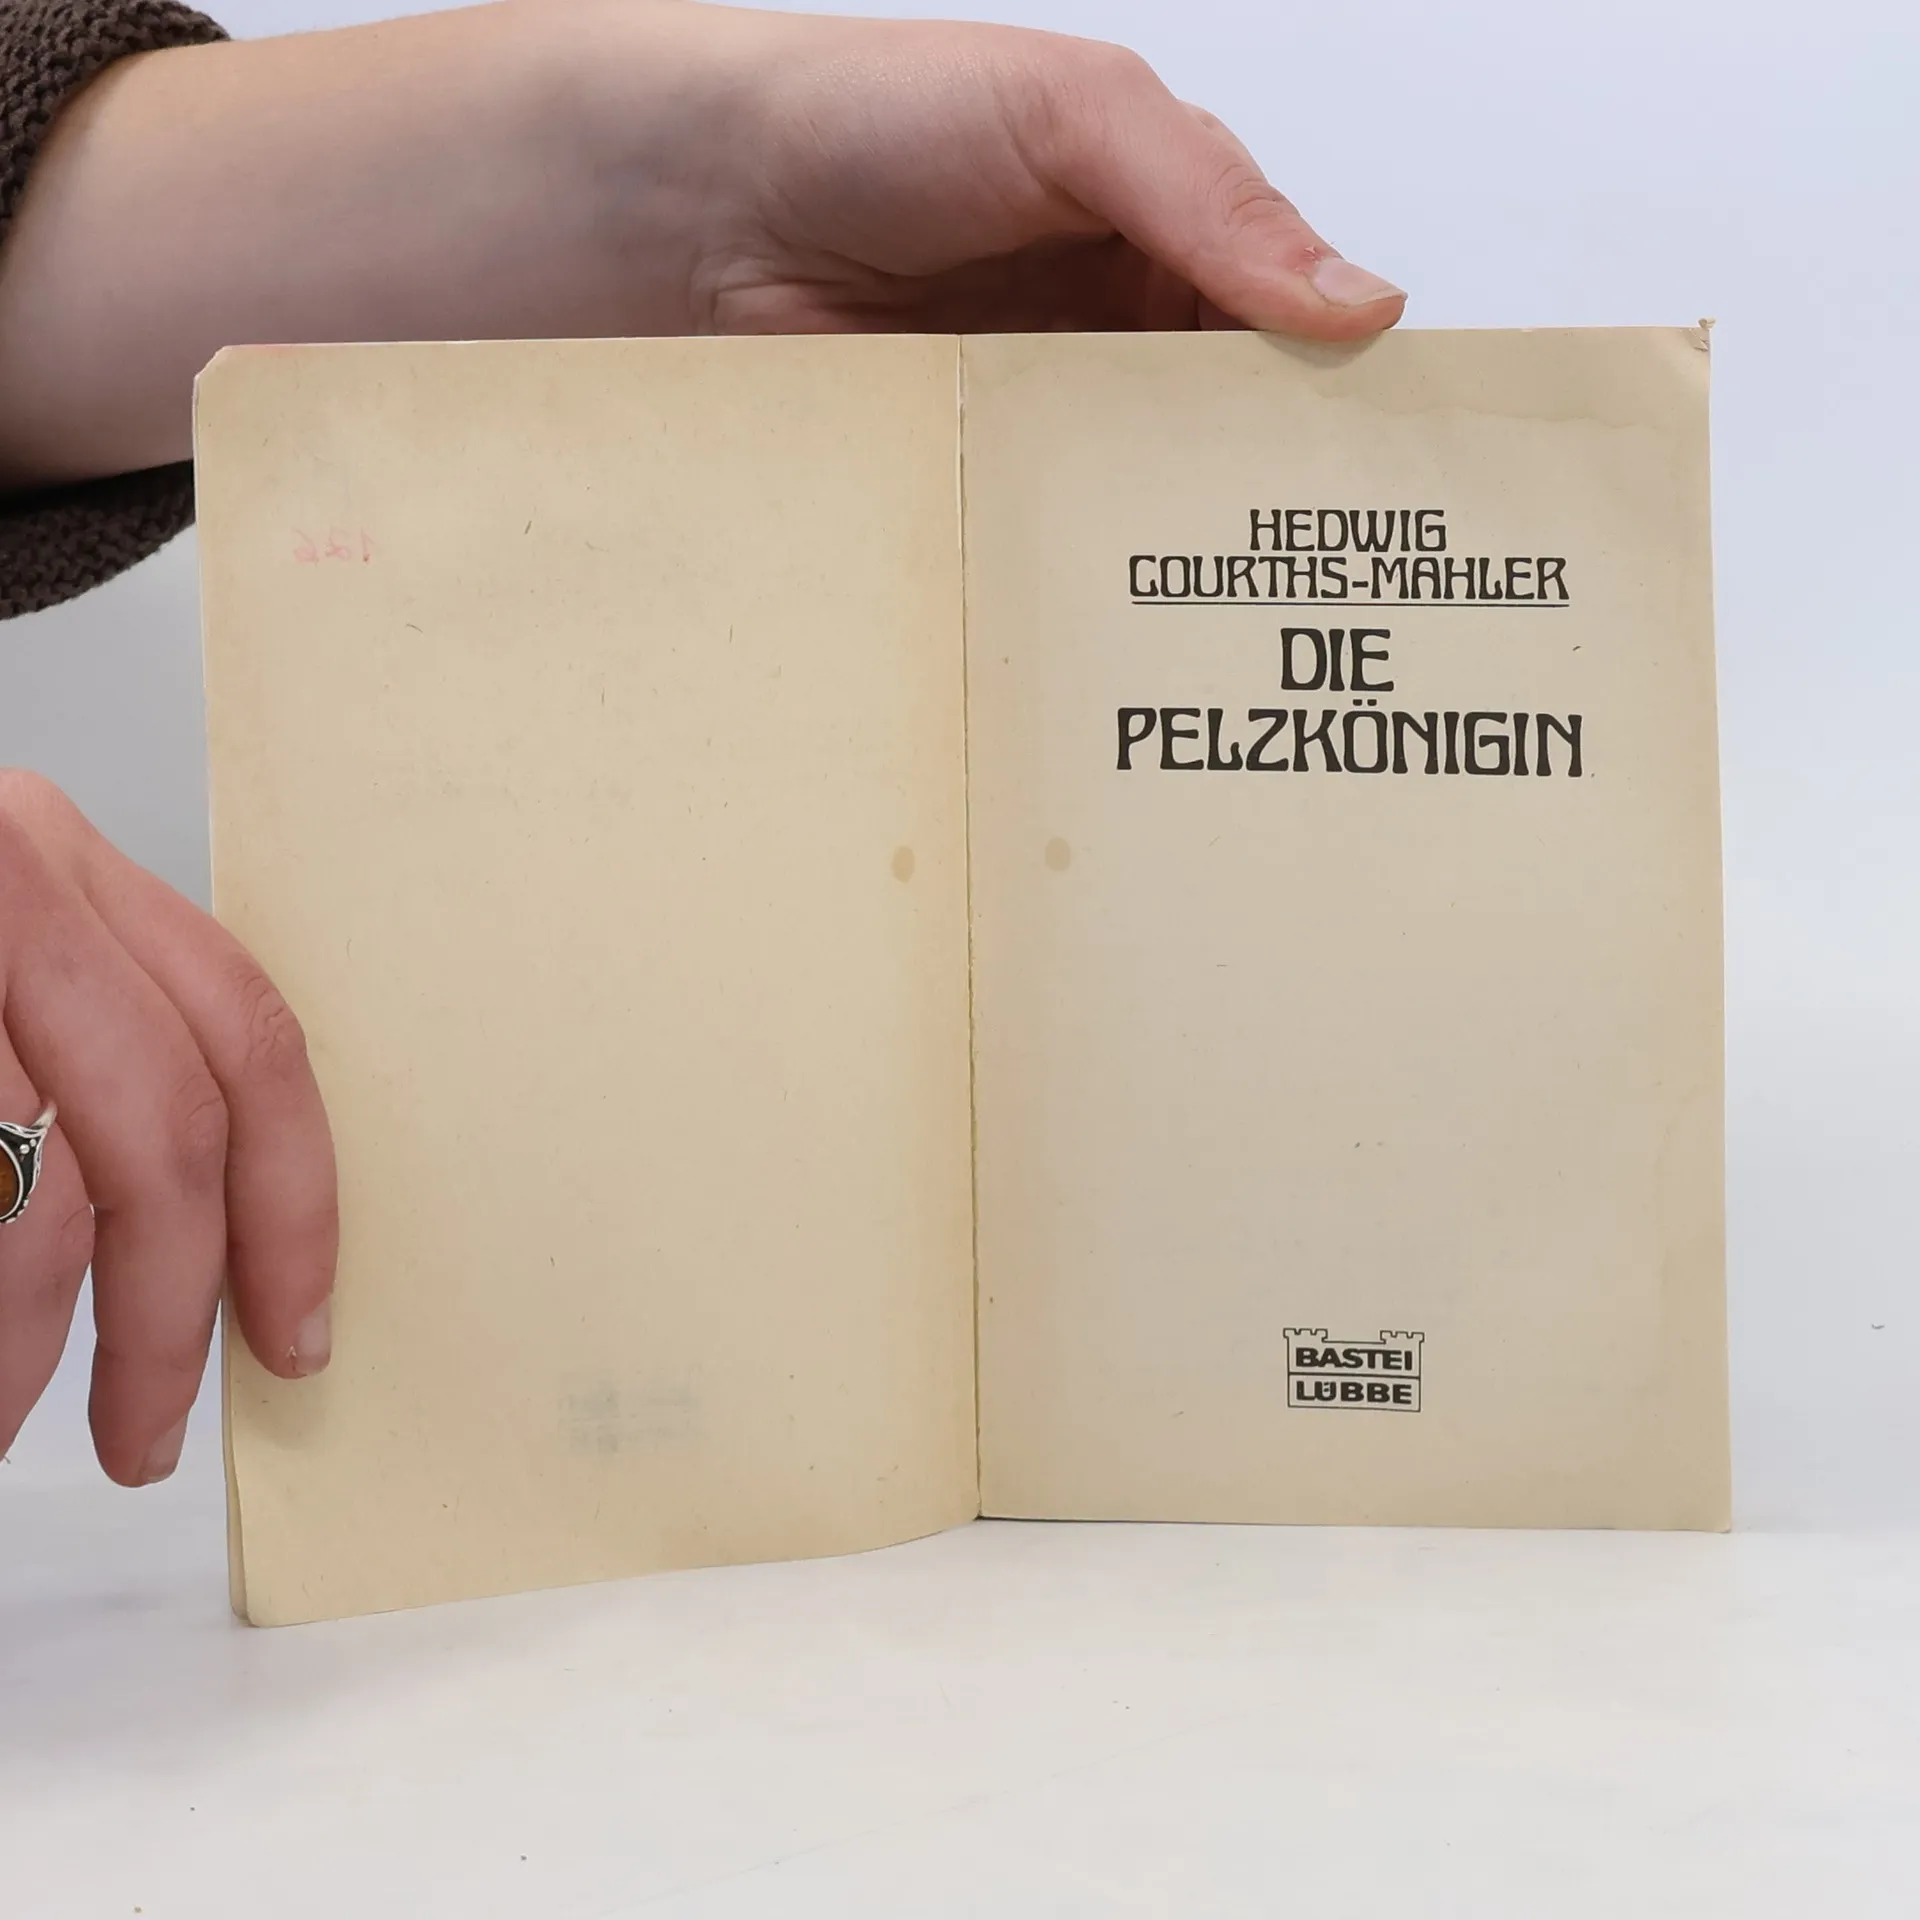 HEDWIG
COURTHS-MAHLER
DIE
PELZKÖNIGIN
BASTEI
LÜBBE